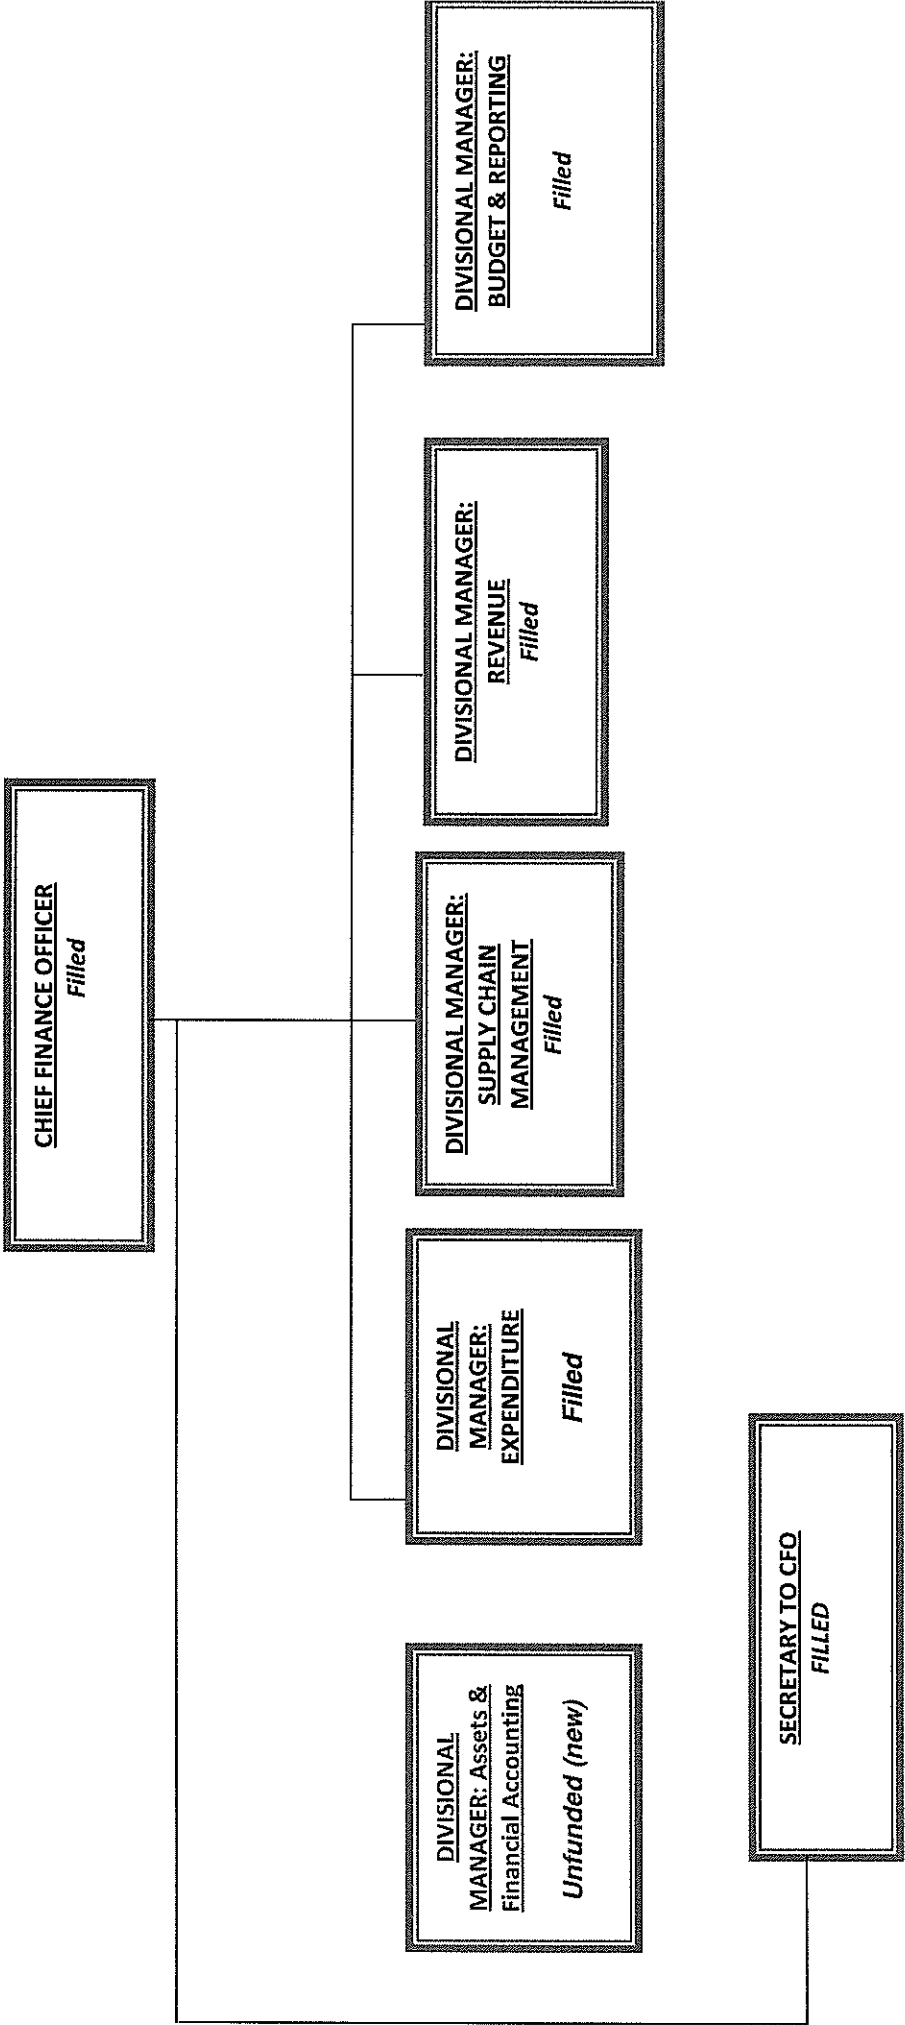 CHIEF FINANCE OFFICER
Filled
DIVISIONAL
MANAGER: Assets &
Financial Accounting
Unfunded (new)
DIVISIONAL
MANAGER:
EXPENDITURE
Filled
DIVISIONAL MANAGER:
SUPPLY CHAIN
MANAGEMENT
Filled
DIVISIONAL MANAGER:
REVENUE
Filled
DIVISIONAL MANAGER:
BUDGET & REPORTING
Filled
SECRETARY TO CFO
FILLED